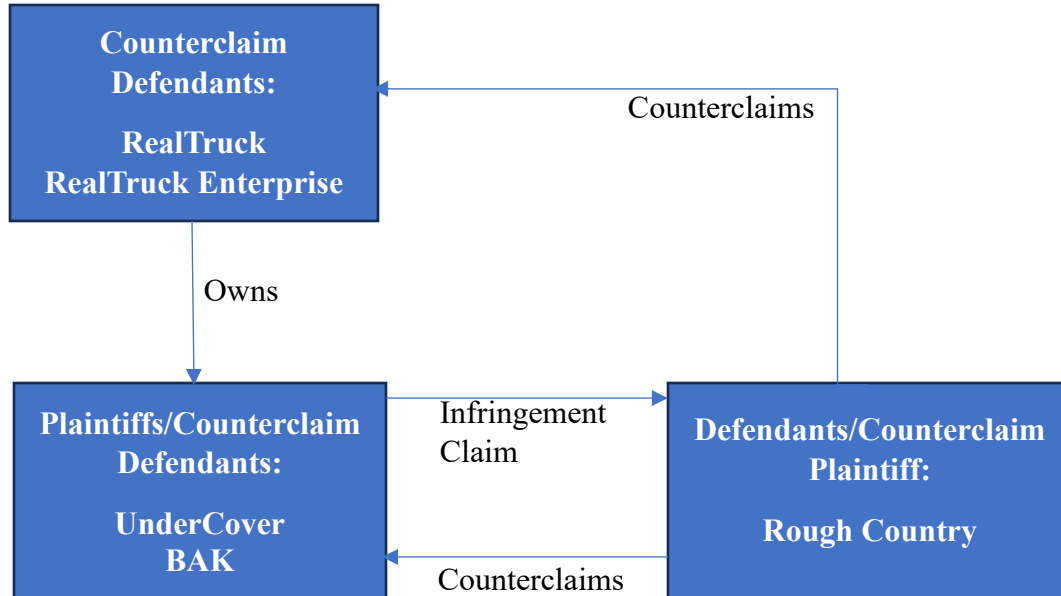 Counterclaim
Defendants:
RealTruck
RealTruck Enterprise
Counterclaims
Owns
Plaintiffs/Counterclaim
Defendants:
UnderCover
BAK
Infringement
Claim
Counterclaims
Defendants/Counterclaim
Plaintiff:
Rough Country